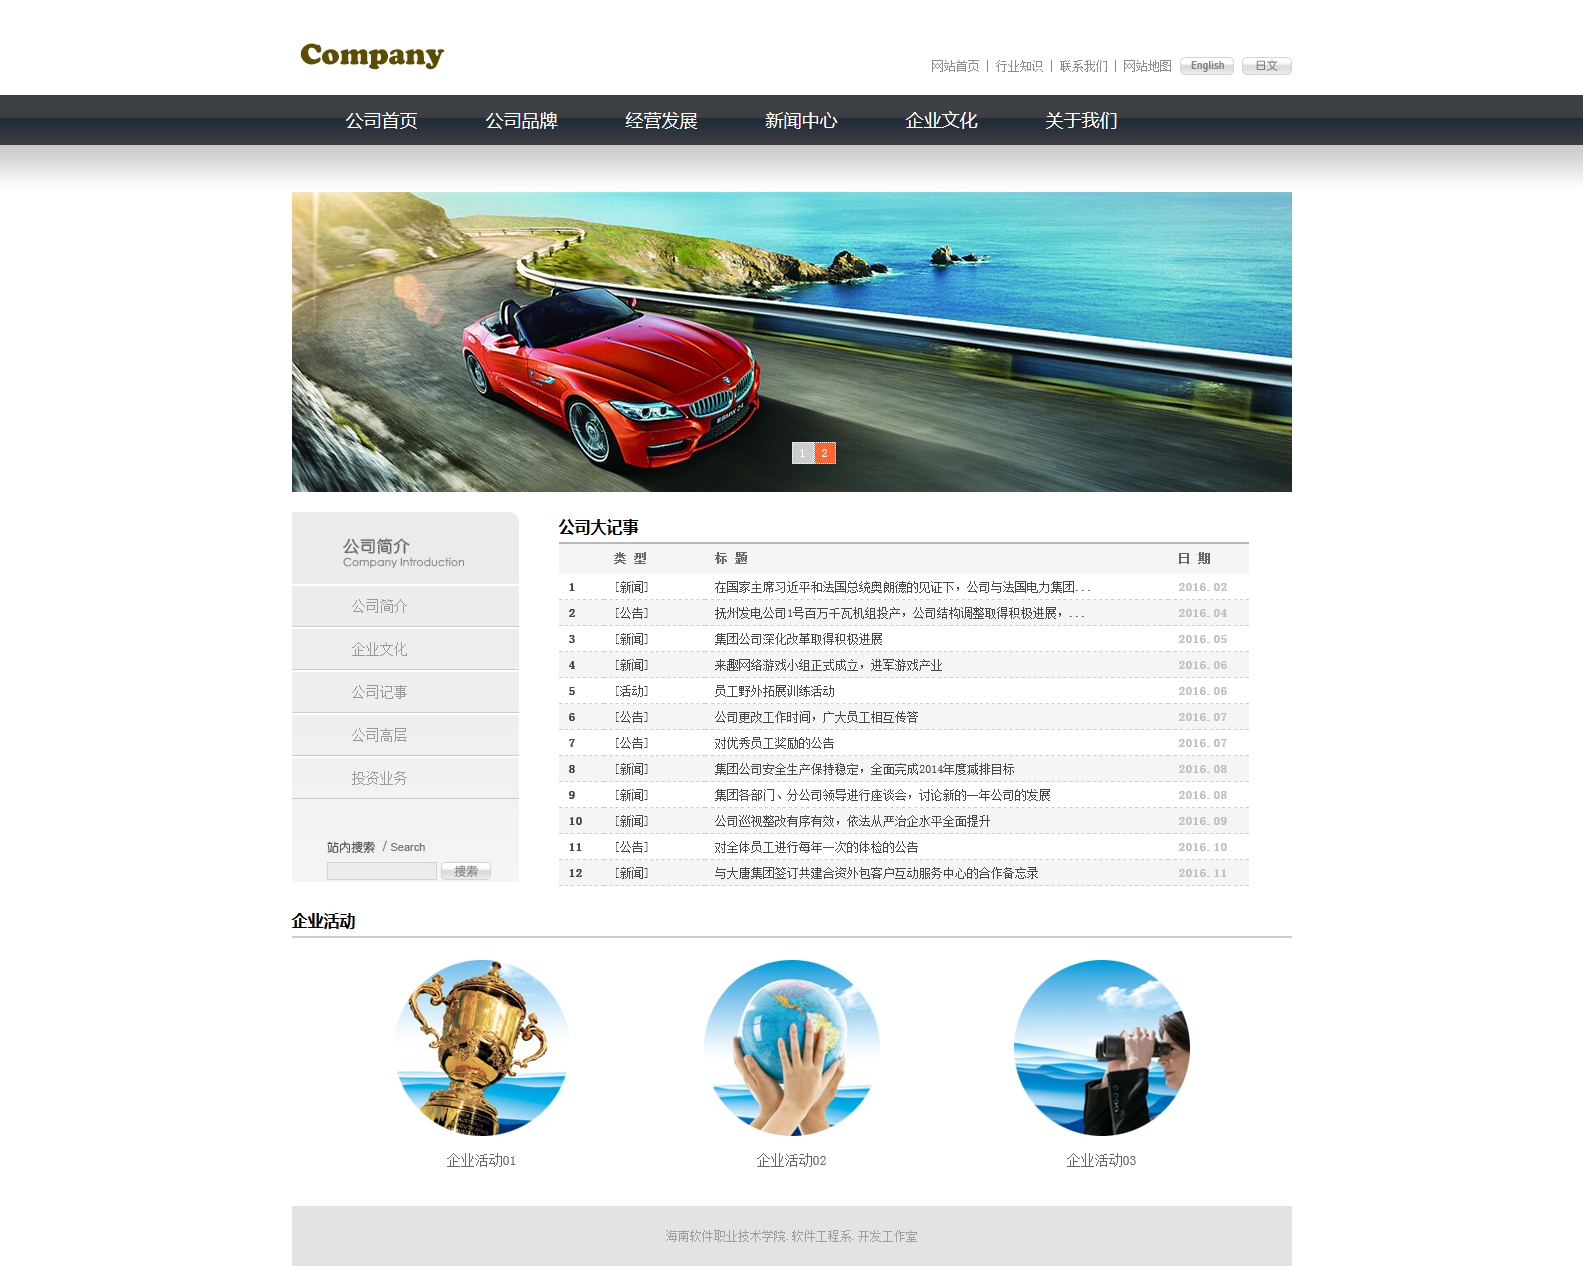 Company
网站首页 | 行业知识 | 联系我们 | 网站地图 English 日文
公司首页 公司品牌 经营发展 新闻中心 企业文化 关于我们
1 2
公司简介
Company Introduction
公司简介
企业文化
公司记事
公司高层
投资业务
站内搜索 / Search
搜索
公司大记事
类 型 标 题 日 期
1 [新闻] 在国家主席习近平和法国总统奥朗德的见证下，公司与法国电力集团... 2016.02
2 [公告] 抚州发电公司1号百万千瓦机组投产，公司结构调整取得积极进展，... 2016.04
3 [新闻] 集团公司深化改革取得积极进展 2016.05
4 [新闻] 来趣网络游戏小组正式成立，进军游戏产业 2016.06
5 [活动] 员工野外拓展训练活动 2016.06
6 [公告] 公司更改工作时间，广大员工相互传答 2016.07
7 [公告] 对优秀员工奖励的公告 2016.07
8 [新闻] 集团公司安全生产保持稳定，全面完成2014年度减排目标 2016.08
9 [新闻] 集团各部门、分公司领导进行座谈会，讨论新的一年公司的发展 2016.08
10 [新闻] 公司巡视整改有序有效，依法从严治企水平全面提升 2016.09
11 [公告] 对全体员工进行每年一次的体检的公告 2016.10
12 [新闻] 与大唐集团签订共建合资外包客户互动服务中心的合作备忘录 2016.11
企业活动
企业活动01 企业活动02 企业活动03
海南软件职业技术学院.软件工程系.开发工作室